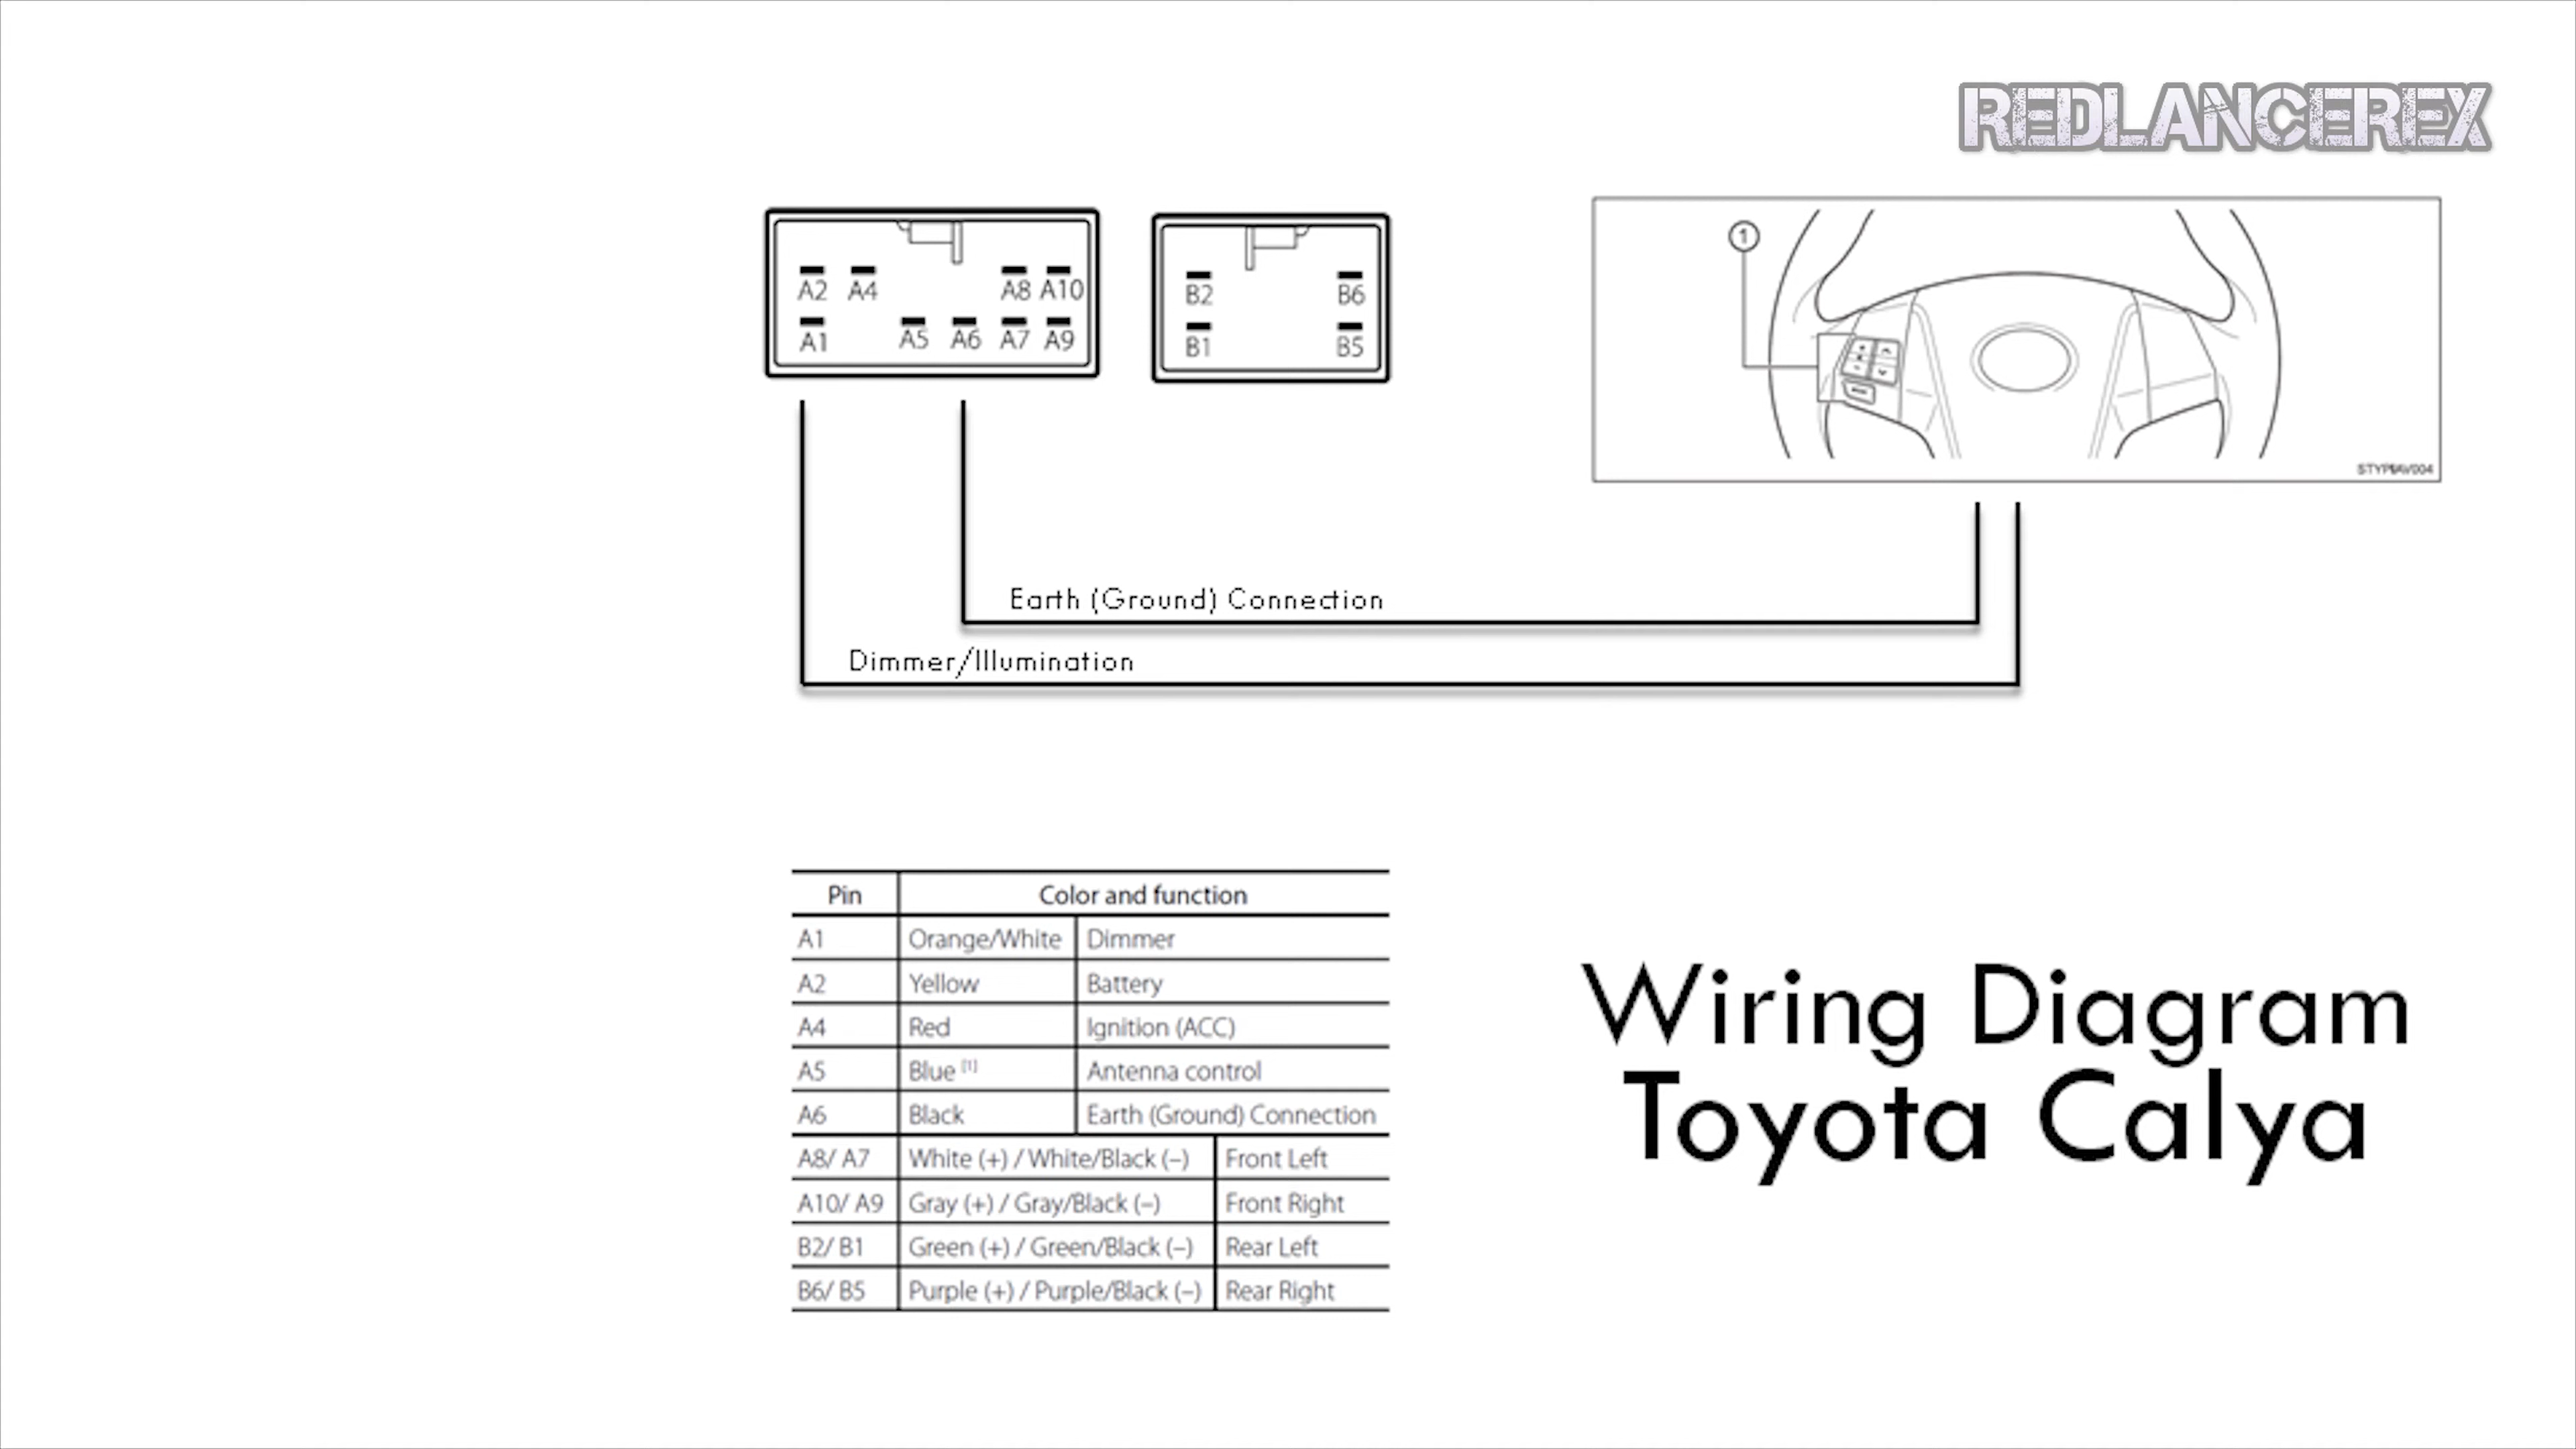 REDLANCEREX
A2 A4 A8 A10
A1 A5 A6 A7 A9
B2 B6
B1 B5
1
STYP8AV004
Earth (Ground) Connection
Dimmer/Illumination
Pin Color and function
A1 Orange/White Dimmer
A2 Yellow Battery
A4 Red Ignition (ACC)
A5 Blue [1] Antenna control
A6 Black Earth (Ground) Connection
A8/ A7 White (+) / White/Black (–) Front Left
A10/ A9 Gray (+) / Gray/Black (–) Front Right
B2/ B1 Green (+) / Green/Black (–) Rear Left
B6/ B5 Purple (+) / Purple/Black (–) Rear Right
Wiring Diagram
Toyota Calya